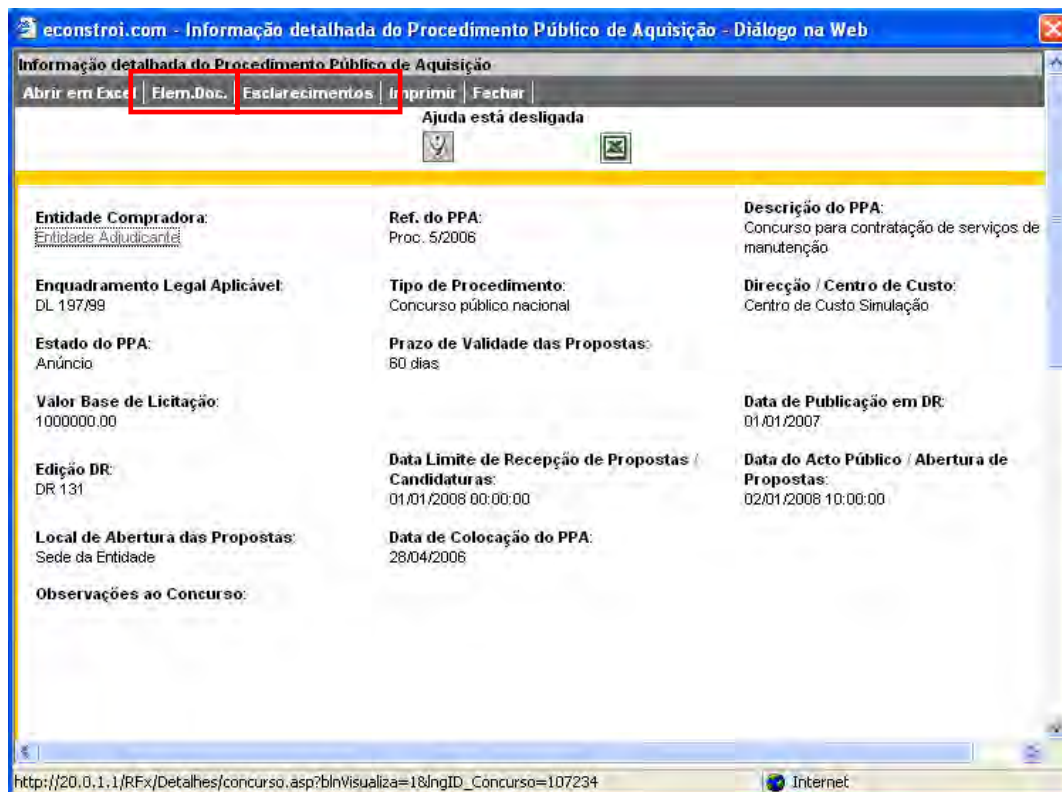 econstroi.com - Informação detalhada do Procedimento Público de Aquisição - Diálogo na Web
Informação detalhada do Procedimento Público de Aquisição
Abrir em Excel | Elem.Doc. | Esclarecimentos | Imprimir | Fechar |
Ajuda está desligada
Entidade Compradora:
Entidade Adjudicante
Ref. do PPA:
Proc. 5/2006
Descrição do PPA:
Concurso para contratação de serviços de
manutenção
Enquadramento Legal Aplicável:
DL 197/99
Tipo de Procedimento:
Concurso público nacional
Direcção / Centro de Custo:
Centro de Custo Simulação
Estado do PPA:
Anúncio
Prazo de Validade das Propostas:
60 dias
Valor Base de Licitação:
1000000.00
Data de Publicação em DR:
01/01/2007
Edição DR:
DR 131
Data Limite de Recepção de Propostas /
Candidaturas:
01/01/2008 00:00:00
Data do Acto Público / Abertura de
Propostas:
02/01/2008 10:00:00
Local de Abertura das Propostas:
Sede da Entidade
Data de Colocação do PPA:
28/04/2006
Observações ao Concurso:
http://20.0.1.1/RFx/Detalhes/concurso.asp?blnVisualiza=1&lngID_Concurso=107234
Internet